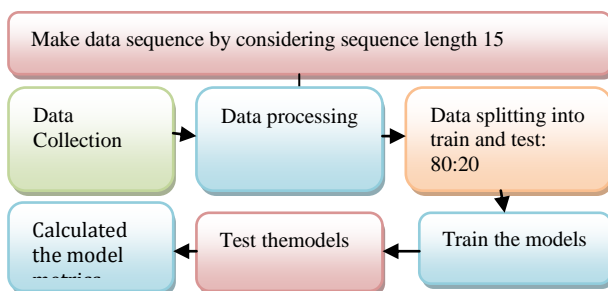 Make data sequence by considering sequence length 15
Data
Collection
Data processing
Data splitting into
train and test:
80:20
Calculated
the model
metrics
Test themodels
Train the models